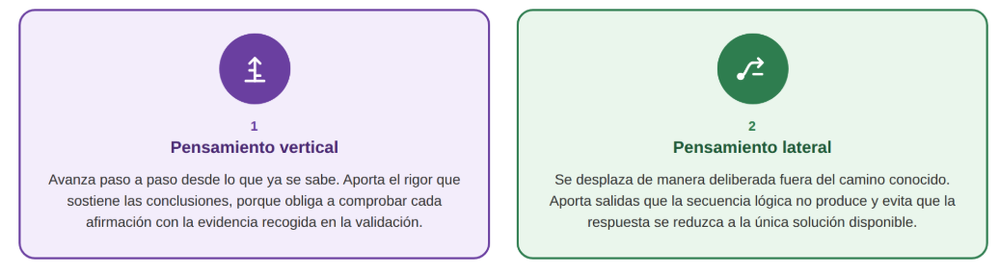 1
Pensamiento vertical
Avanza paso a paso desde lo que ya se sabe. Aporta el rigor que
sostiene las conclusiones, porque obliga a comprobar cada
afirmación con la evidencia recogida en la validación.
2
Pensamiento lateral
Se desplaza de manera deliberada fuera del camino conocido.
Aporta salidas que la secuencia lógica no produce y evita que la
respuesta se reduzca a la única solución disponible.